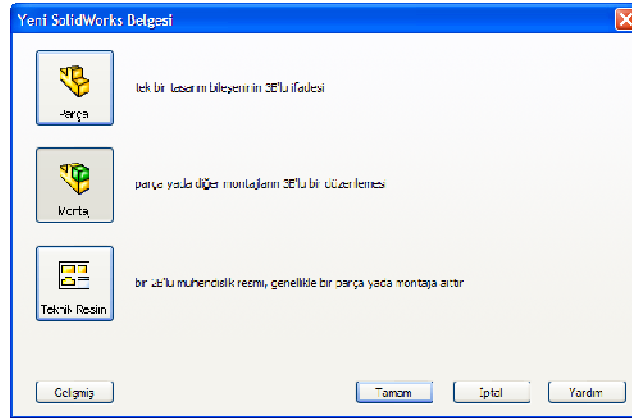 Yeni SolidWorks Belgesi
Parça
tek bir tasarım bileşeninin 3B'lu ifadesi
Montaj
parça yada diğer montajların 3B'lu bir düzenlemesi
Teknik Resim
bir 2B'lu mühendislik resmi, genellikle bir parça yada montaja aittir
Gelişmiş
Tamam
İptal
Yardım